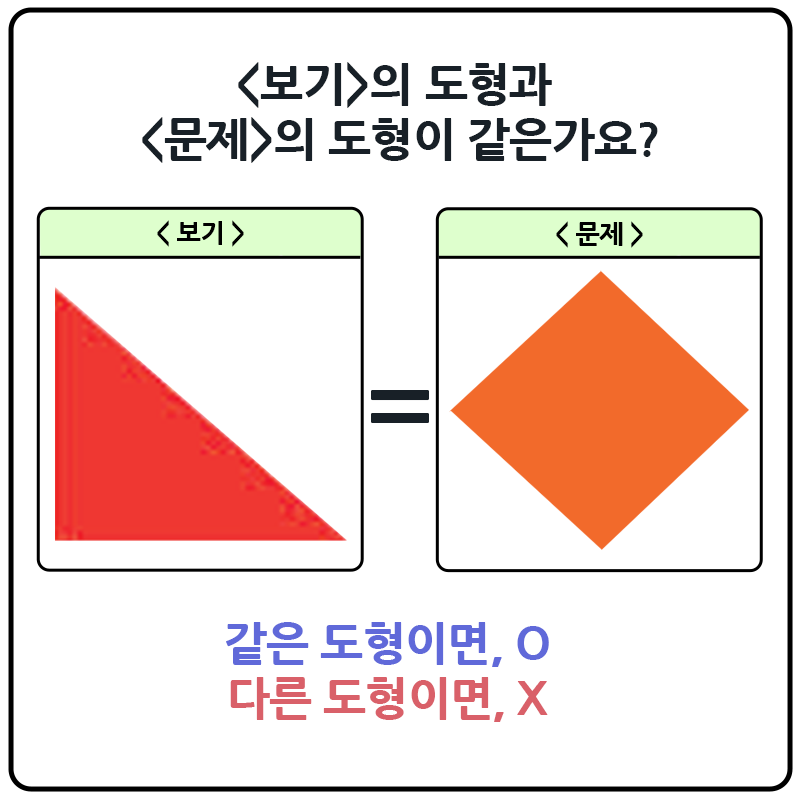 <보기>의 도형과
<문제>의 도형이 같은가요?
< 보기 >
< 문제 >
=
같은 도형이면, O
다른 도형이면, X